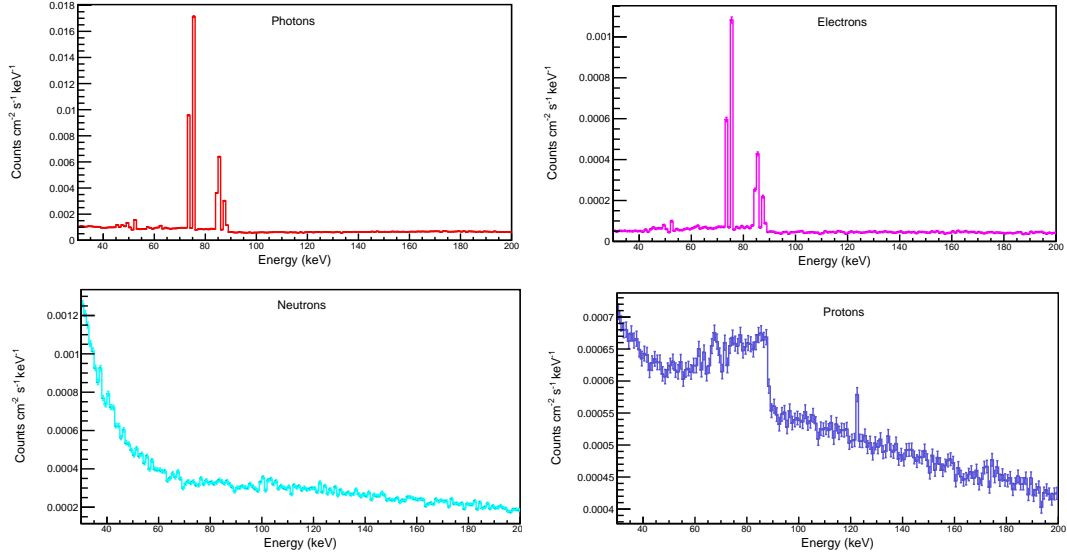 Photons
Counts cm⁻² s⁻¹ keV⁻¹
0.018
0.016
0.014
0.012
0.01
0.008
0.006
0.004
0.002
0
40 60 80 100 120 140 160 180 200
Energy (keV)
Electrons
Counts cm⁻² s⁻¹ keV⁻¹
0.001
0.0008
0.0006
0.0004
0.0002
0
40 60 80 100 120 140 160 180 200
Energy (keV)
Neutrons
Counts cm⁻² s⁻¹ keV⁻¹
0.0012
0.001
0.0008
0.0006
0.0004
0.0002
40 60 80 100 120 140 160 180 200
Energy (keV)
Protons
Counts cm⁻² s⁻¹ keV⁻¹
0.0007
0.00065
0.0006
0.00055
0.0005
0.00045
0.0004
40 60 80 100 120 140 160 180 200
Energy (keV)